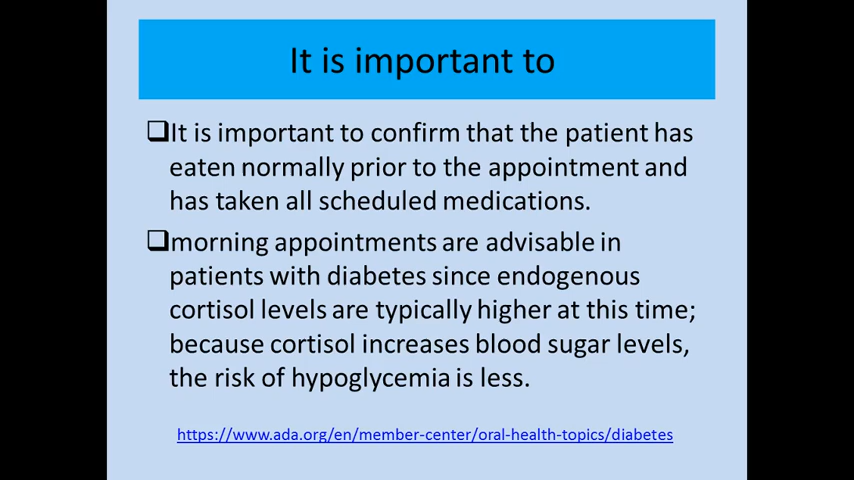 It is important to
❑It is important to confirm that the patient has
eaten normally prior to the appointment and
has taken all scheduled medications.
❑morning appointments are advisable in
patients with diabetes since endogenous
cortisol levels are typically higher at this time;
because cortisol increases blood sugar levels,
the risk of hypoglycemia is less.
https://www.ada.org/en/member-center/oral-health-topics/diabetes